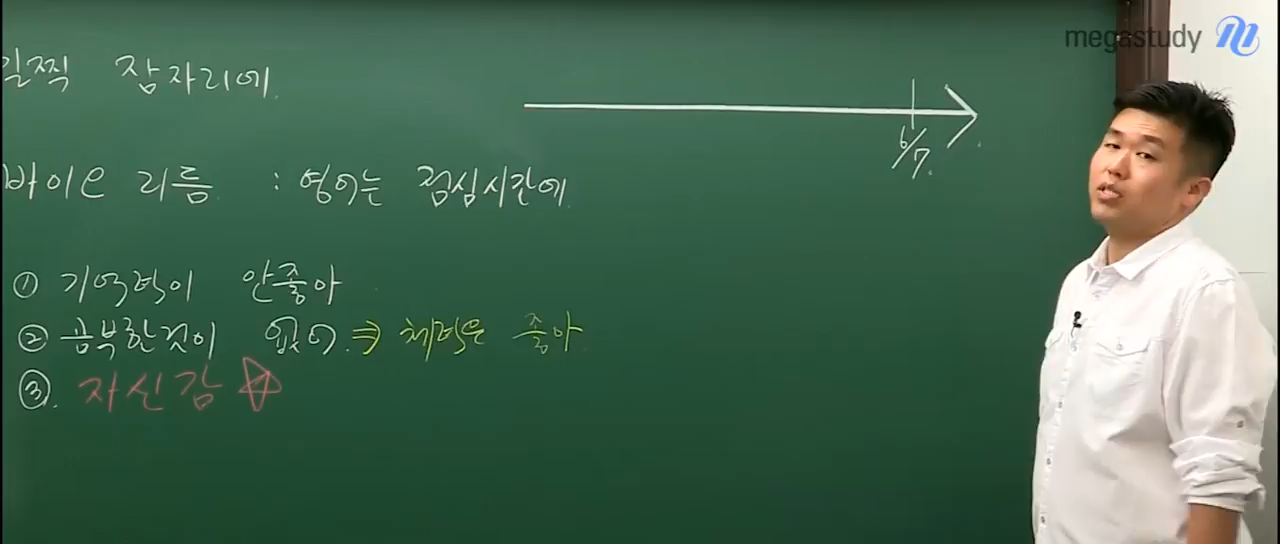 megastudy
일찍 잠자리에.
6/7.
바이오 리듬 : 영어는 점심시간에.
① 기억력이 안좋아
② 공부한것이 없어. ⇒ 체력은 좋아.
③. 자신감 ☆